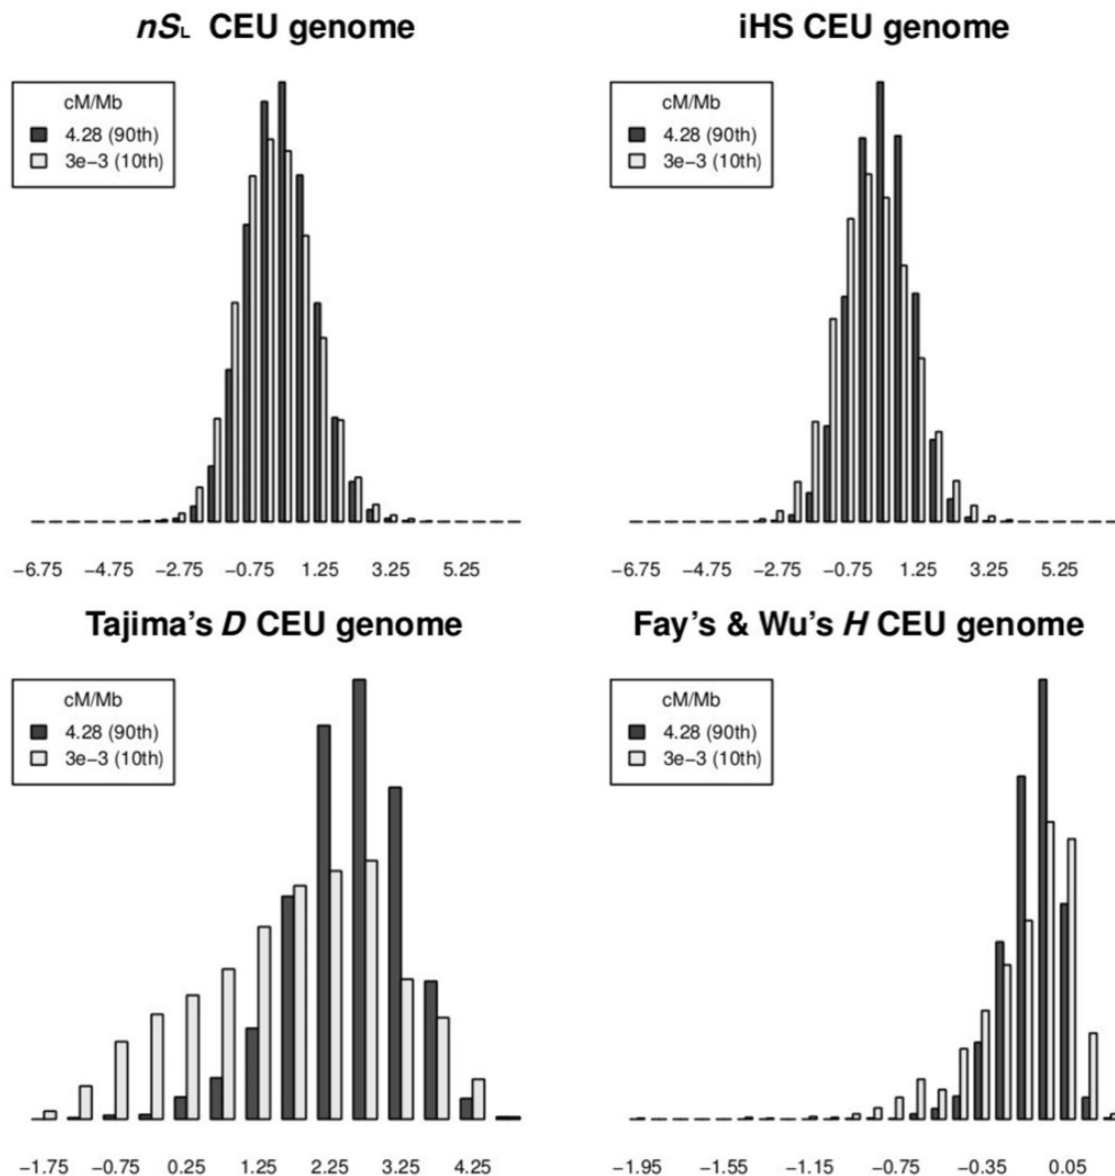 nSL CEU genome
cM/Mb
4.28 (90th)
3e−3 (10th)
−6.75 −4.75 −2.75 −0.75 1.25 3.25 5.25
iHS CEU genome
cM/Mb
4.28 (90th)
3e−3 (10th)
−6.75 −4.75 −2.75 −0.75 1.25 3.25 5.25
Tajima's D CEU genome
cM/Mb
4.28 (90th)
3e−3 (10th)
−1.75 −0.75 0.25 1.25 2.25 3.25 4.25
Fay's & Wu's H CEU genome
cM/Mb
4.28 (90th)
3e−3 (10th)
−1.95 −1.55 −1.15 −0.75 −0.35 0.05